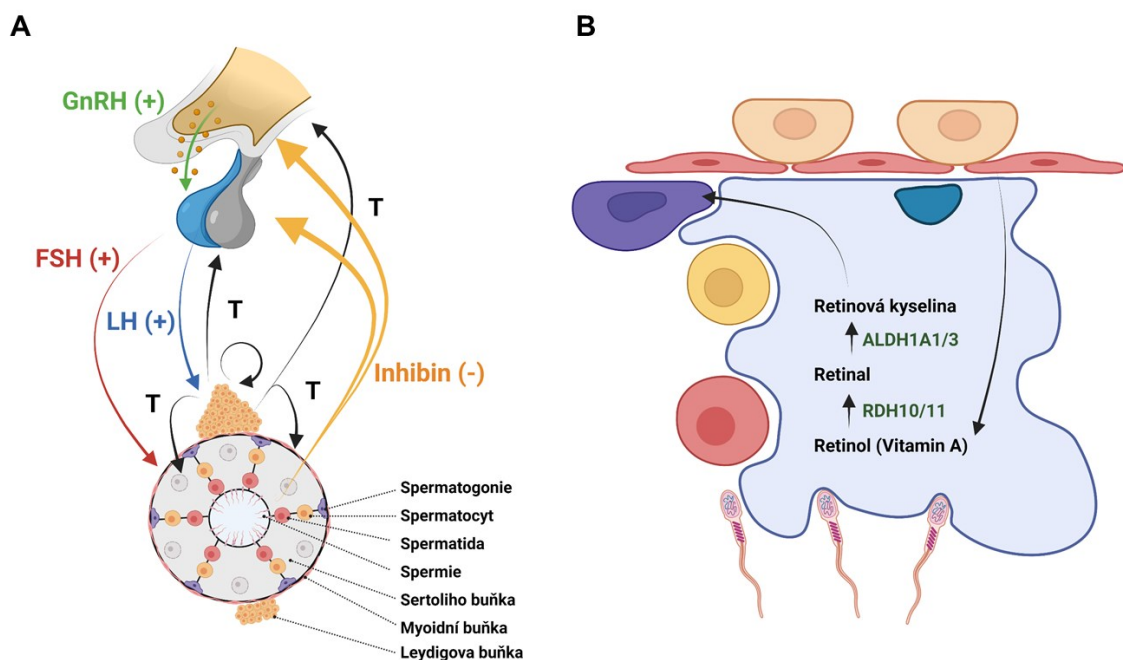 A
GnRH (+)
T
FSH (+)
LH (+)
T
Inhibin (-)
T
T
Spermatogonie
Spermatocyt
Spermatida
Spermie
Sertoliho buňka
Myoidní buňka
Leydigova buňka
B
Retinová kyselina
ALDH1A1/3
Retinal
RDH10/11
Retinol (Vitamin A)